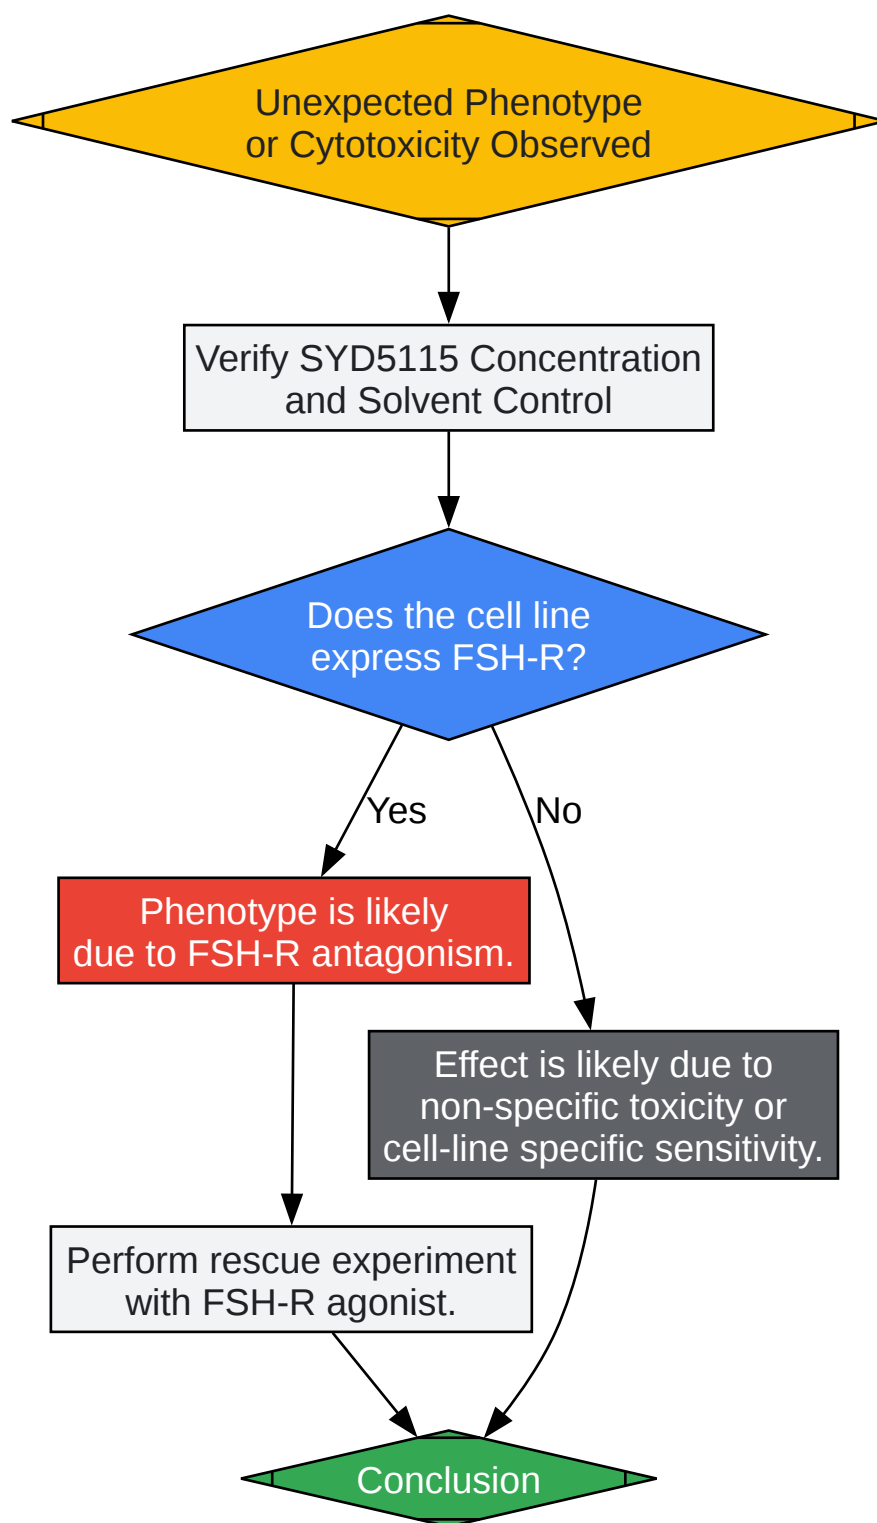 Unexpected Phenotype
or Cytotoxicity Observed
Verify SYD5115 Concentration
and Solvent Control
Does the cell line
express FSH-R?
Yes
No
Phenotype is likely
due to FSH-R antagonism.
Effect is likely due to
non-specific toxicity or
cell-line specific sensitivity.
Perform rescue experiment
with FSH-R agonist.
Conclusion